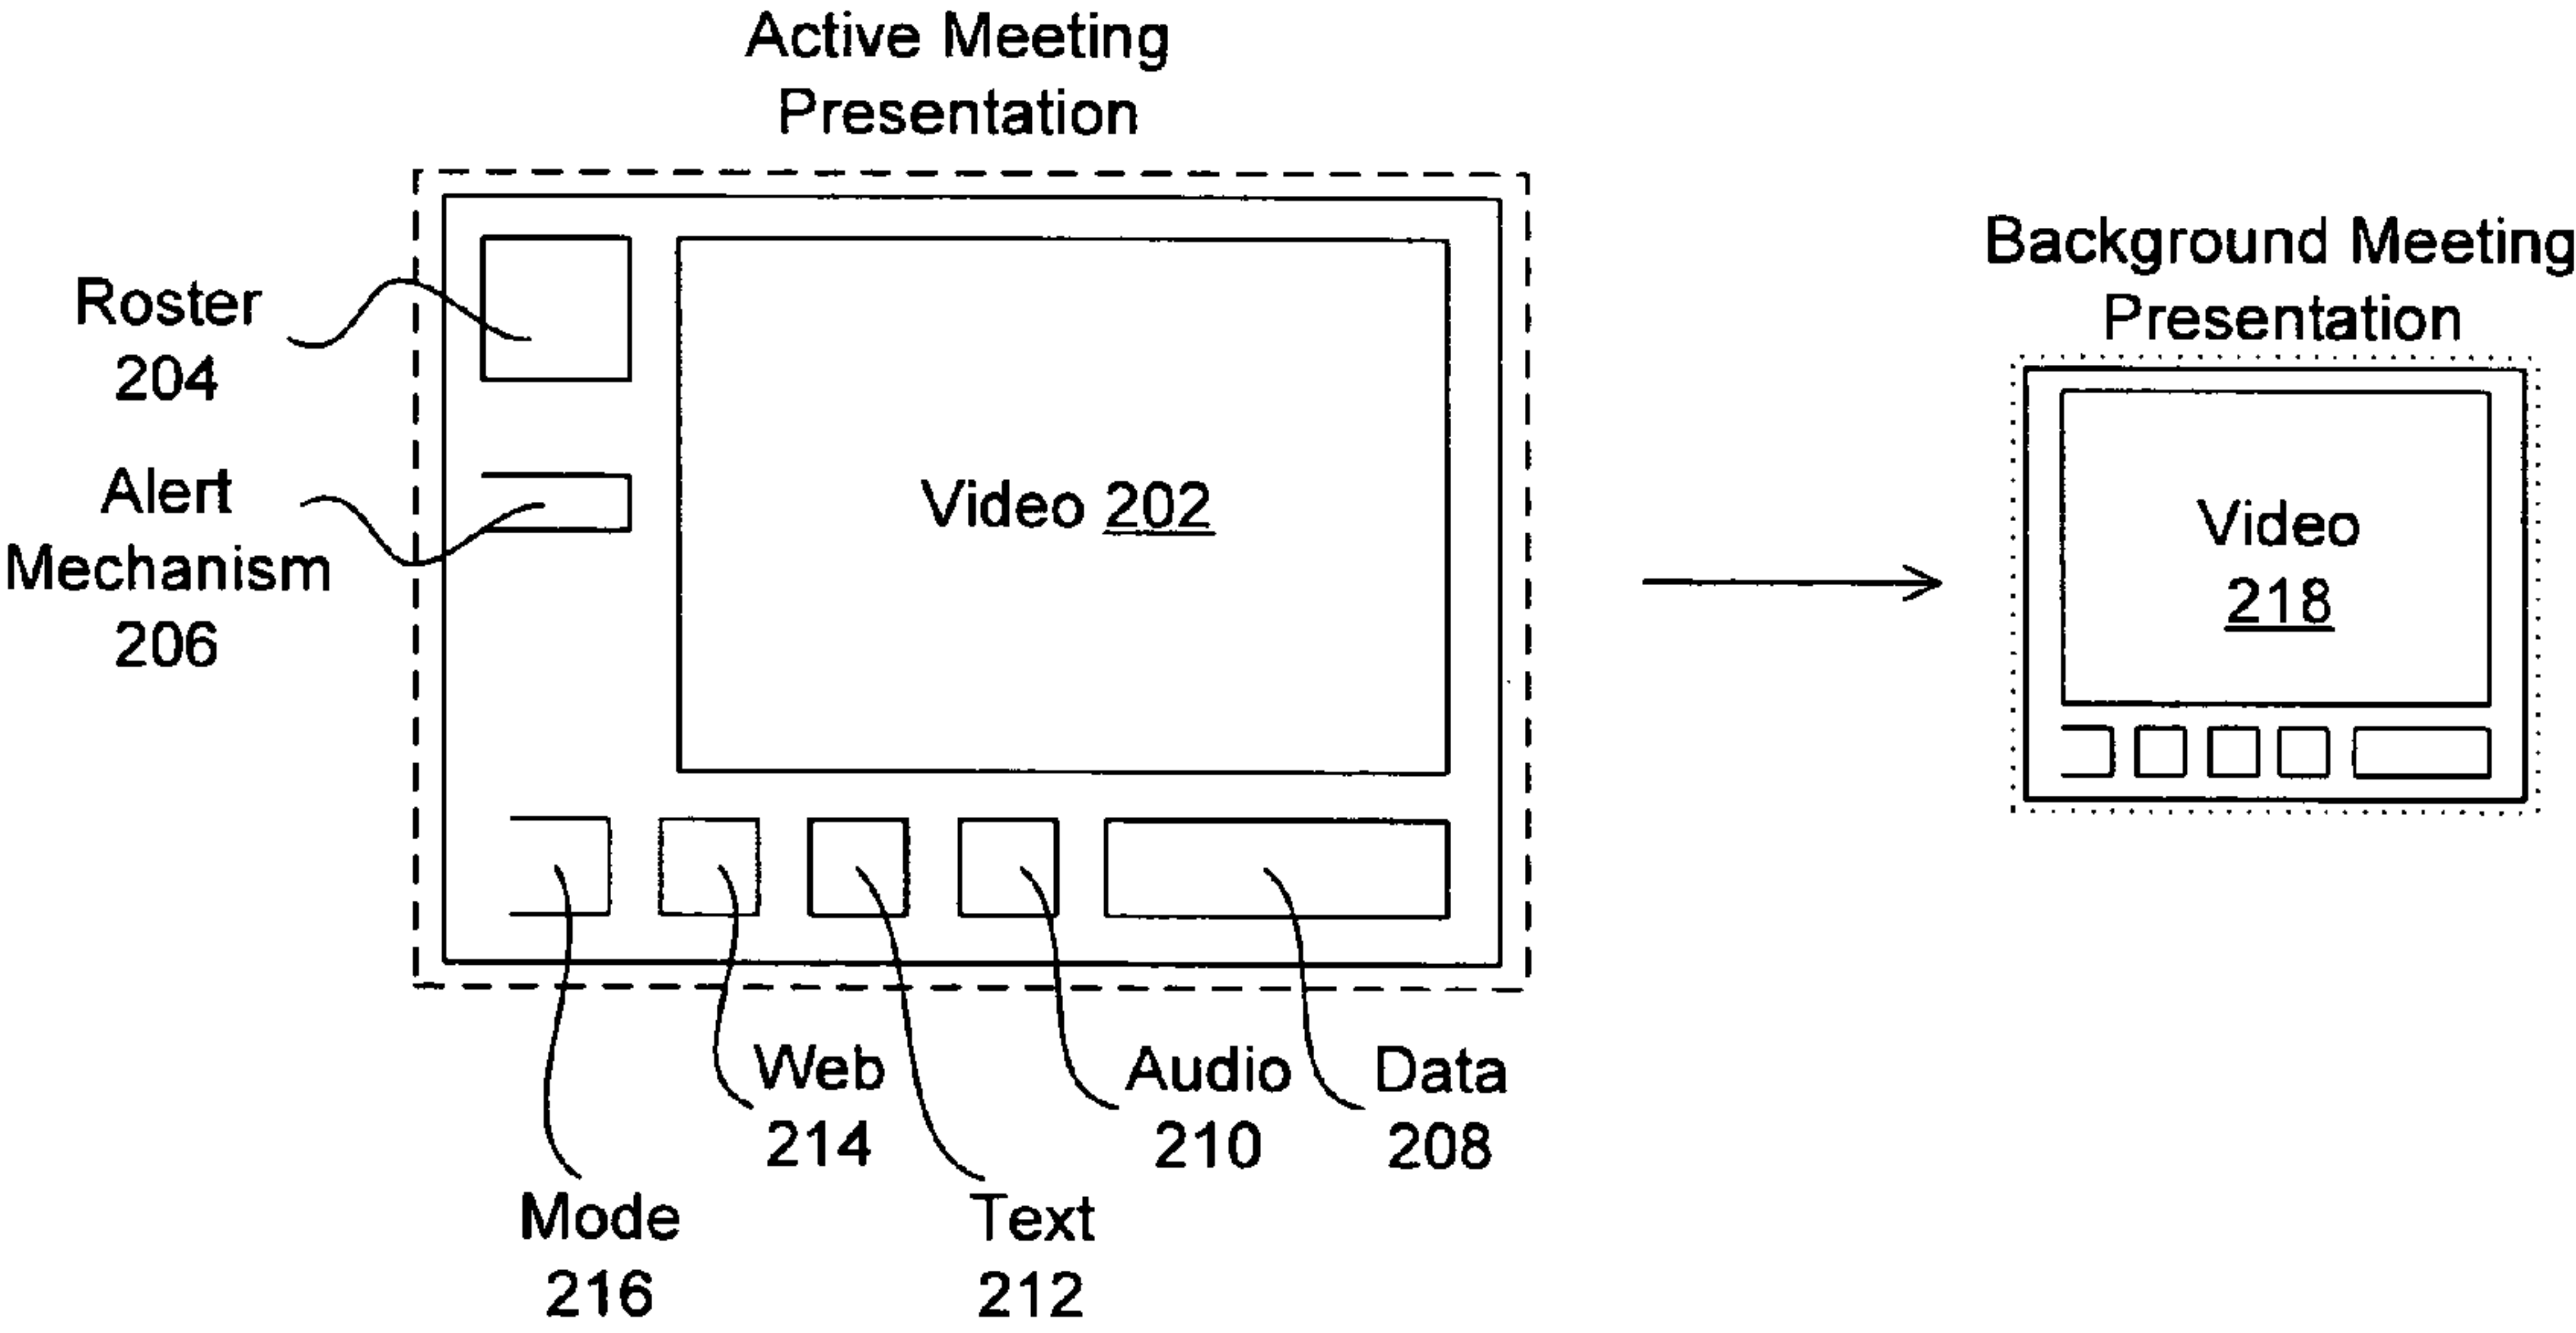 Active Meeting
Presentation
Background Meeting
Presentation
Roster
204
Alert
Mechanism
206
Video 202
Video
218
Web
214
Audio
210
Data
208
Mode
216
Text
212